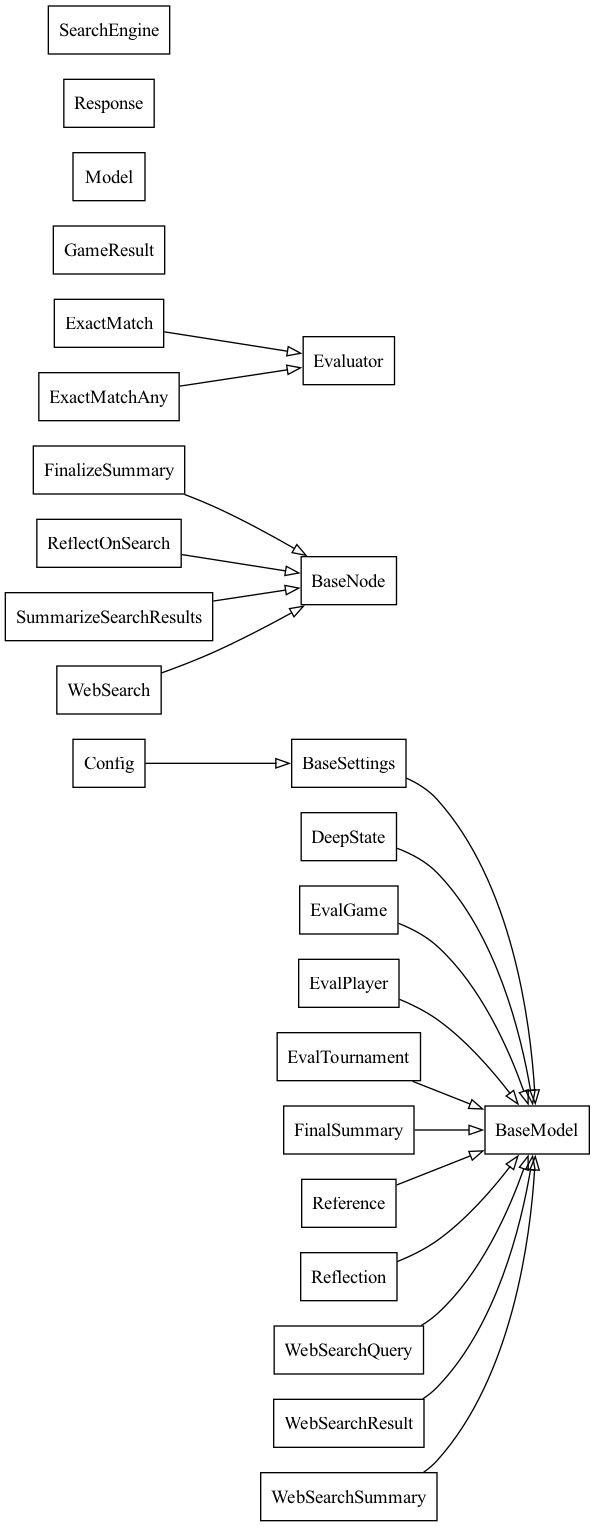 SearchEngine
Response
Model
GameResult
ExactMatch
Evaluator
ExactMatchAny
FinalizeSummary
ReflectOnSearch
BaseNode
SummarizeSearchResults
WebSearch
Config
BaseSettings
DeepState
EvalGame
EvalPlayer
EvalTournament
FinalSummary
BaseModel
Reference
Reflection
WebSearchQuery
WebSearchResult
WebSearchSummary